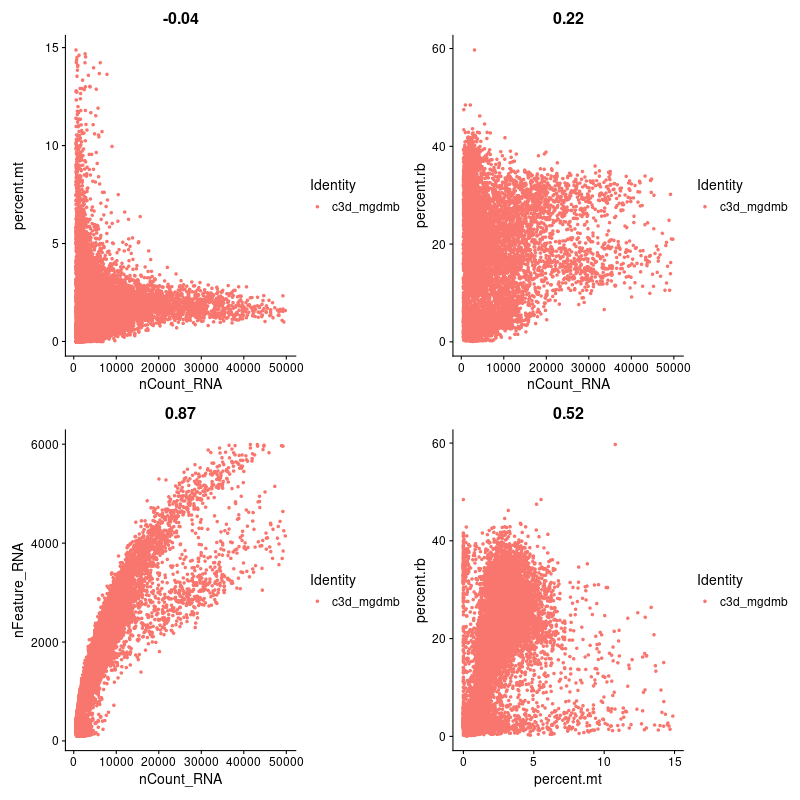 -0.04
percent.mt
15
10
5
0
0 10000 20000 30000 40000 50000
nCount_RNA
Identity
c3d_mgdmb
0.22
percent.rb
60
40
20
0
0 10000 20000 30000 40000 50000
nCount_RNA
Identity
c3d_mgdmb
0.87
nFeature_RNA
6000
4000
2000
0
0 10000 20000 30000 40000 50000
nCount_RNA
Identity
c3d_mgdmb
0.52
percent.rb
60
40
20
0
0 5 10 15
percent.mt
Identity
c3d_mgdmb